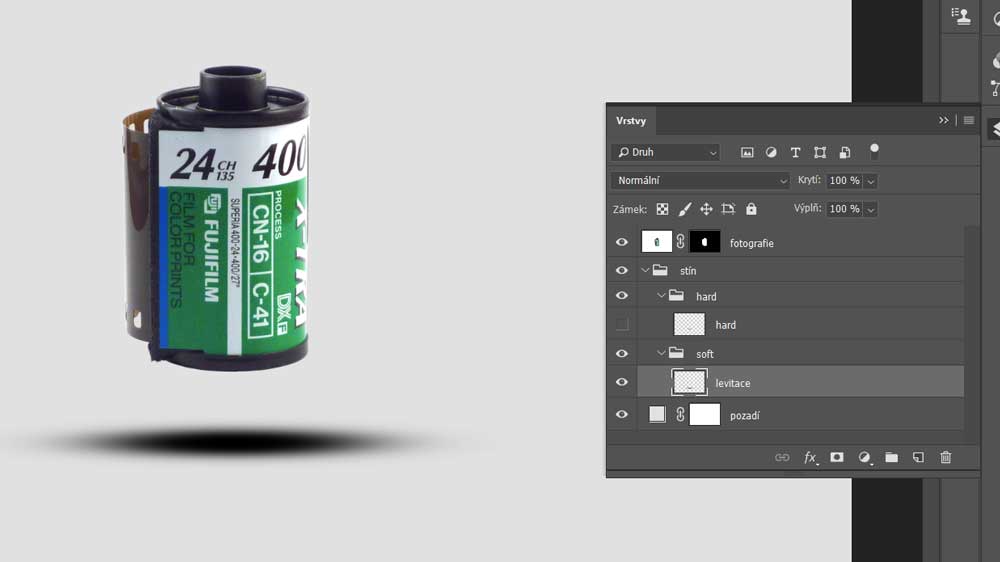 24 CH
135
400
FILM FOR
COLOR PRINTS
FUJIFILM
SUPERIA 400•24•400/27°
PROCESS
CN-16 C-41
DX
Vrstvy
Druh
Normální
Krytí: 100 %
Zámek:
Výplň: 100 %
fotografie
stín
hard
hard
soft
levitace
pozadí
fx